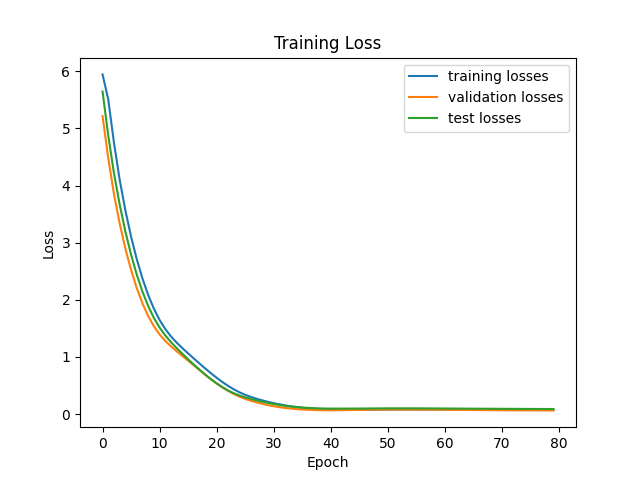 Training Loss
training losses
validation losses
test losses
Loss
6
5
4
3
2
1
0
0 10 20 30 40 50 60 70 80
Epoch